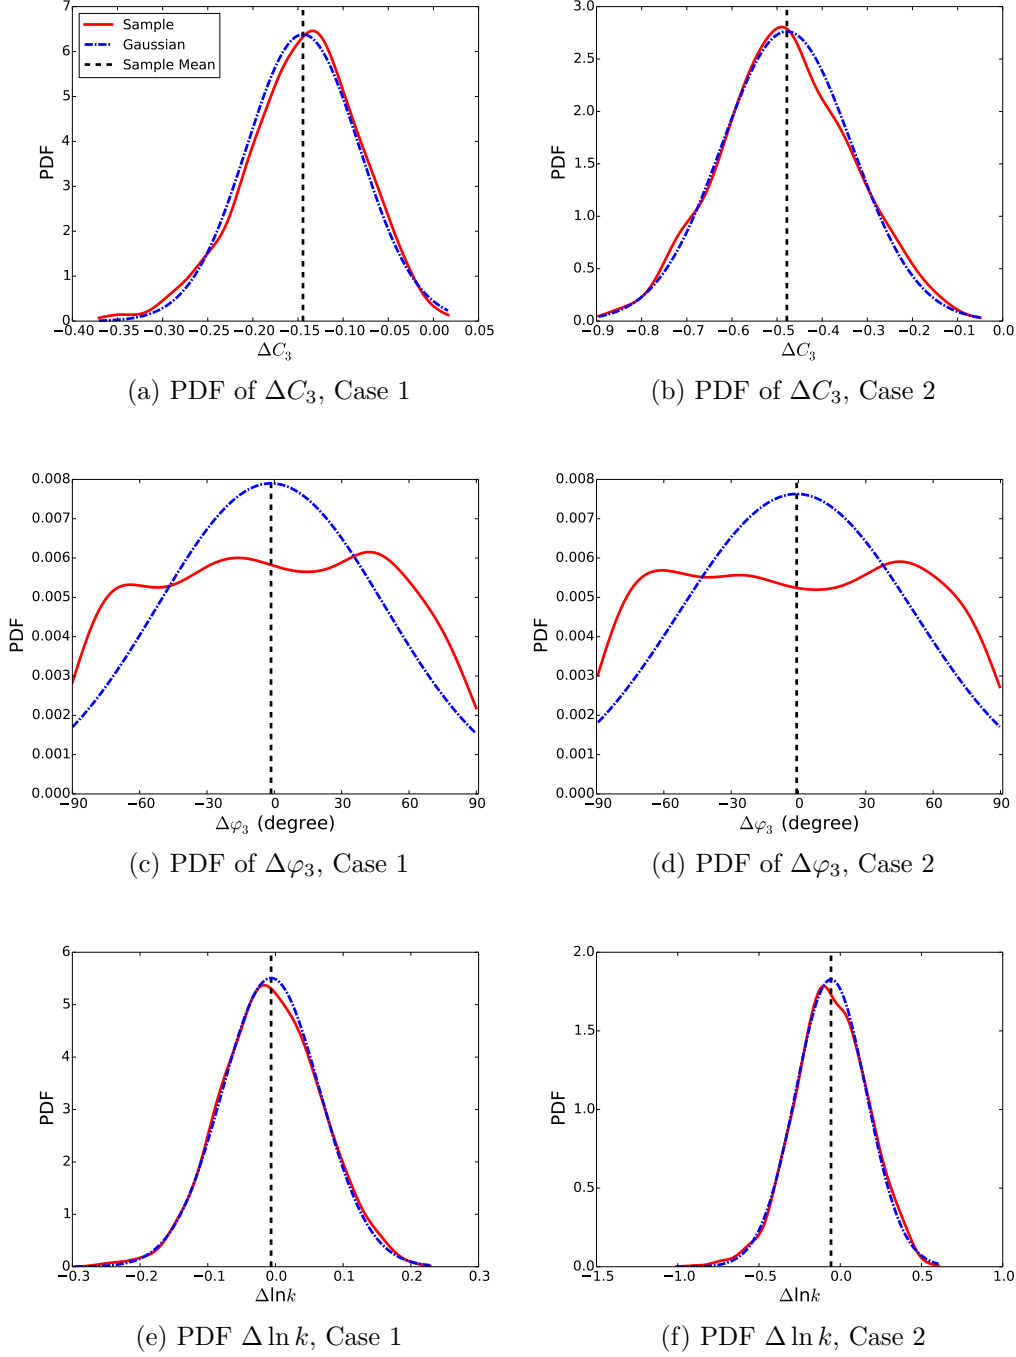 7
6
5
4
3
2
1
0
PDF
Sample
Gaussian
Sample Mean
−0.40 −0.35 −0.30 −0.25 −0.20 −0.15 −0.10 −0.05 0.00 0.05
ΔC₃
(a) PDF of ΔC₃, Case 1
3.0
2.5
2.0
1.5
1.0
0.5
0.0
PDF
−0.9 −0.8 −0.7 −0.6 −0.5 −0.4 −0.3 −0.2 −0.1 0.0
ΔC₃
(b) PDF of ΔC₃, Case 2
0.008
0.007
0.006
0.005
0.004
0.003
0.002
0.001
0.000
PDF
−90 −60 −30 0 30 60 90
Δφ₃ (degree)
(c) PDF of Δφ₃, Case 1
0.008
0.007
0.006
0.005
0.004
0.003
0.002
0.001
0.000
PDF
−90 −60 −30 0 30 60 90
Δφ₃ (degree)
(d) PDF of Δφ₃, Case 2
6
5
4
3
2
1
0
PDF
−0.3 −0.2 −0.1 0.0 0.1 0.2 0.3
Δlnk
(e) PDF Δ ln k, Case 1
2.0
1.5
1.0
0.5
0.0
PDF
−1.5 −1.0 −0.5 0.0 0.5 1.0
Δlnk
(f) PDF Δ ln k, Case 2